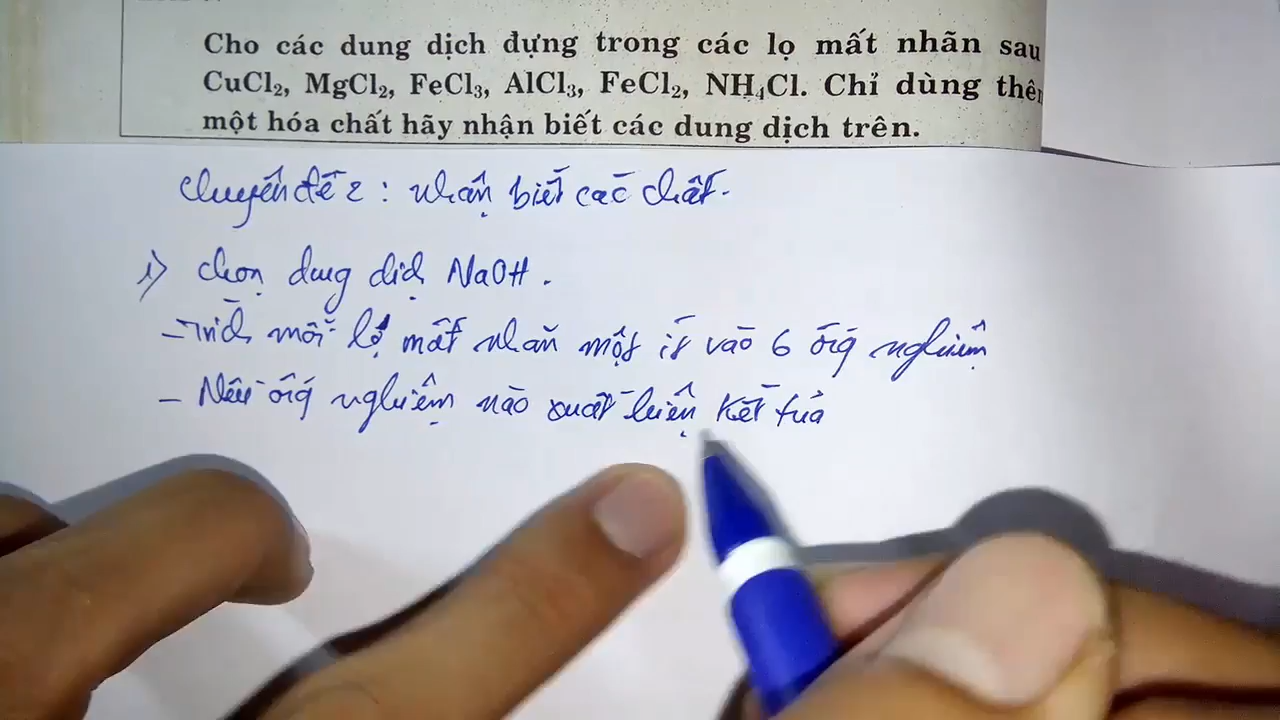 Cho các dung dịch đựng trong các lọ mất nhãn sau
CuCl₂, MgCl₂, FeCl₃, AlCl₃, FeCl₂, NH₄Cl. Chỉ dùng thêm
một hóa chất hãy nhận biết các dung dịch trên.
Chuyên đề 2 : nhận biết các chất.
1) chọn dung dịch NaOH.
- Trích mỗi lọ mất nhãn một ít vào 6 ống nghiệm
- Nếu ống nghiệm nào xuất hiện kết tủa